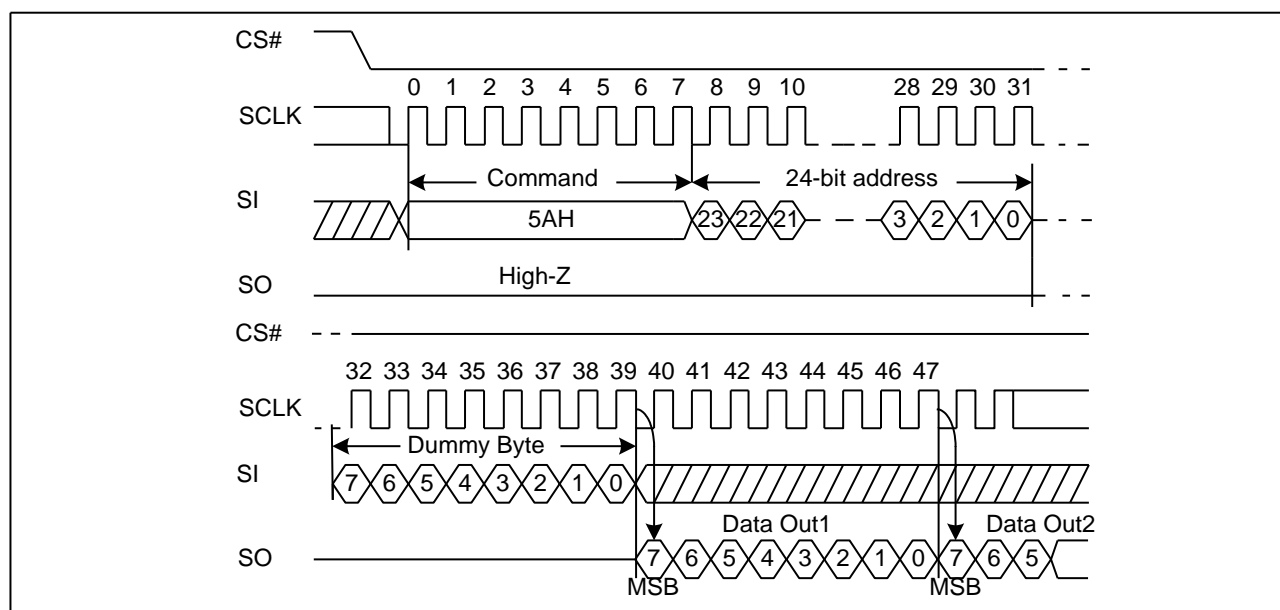 CS#
0 1 2 3 4 5 6 7 8 9 10 28 29 30 31
SCLK
Command 24-bit address
SI
5AH 23 22 21 3 2 1 0
High-Z
SO
CS#
32 33 34 35 36 37 38 39 40 41 42 43 44 45 46 47
SCLK
Dummy Byte
SI
7 6 5 4 3 2 1 0
Data Out1 Data Out2
SO
7 6 5 4 3 2 1 0 7 6 5
MSB MSB